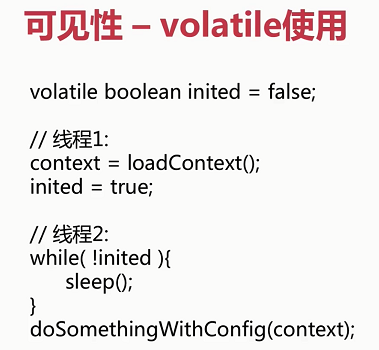 可见性 – volatile使用
volatile boolean inited = false;
// 线程1:
context = loadContext();
inited = true;
// 线程2:
while( !inited ){
sleep();
}
doSomethingWithConfig(context);